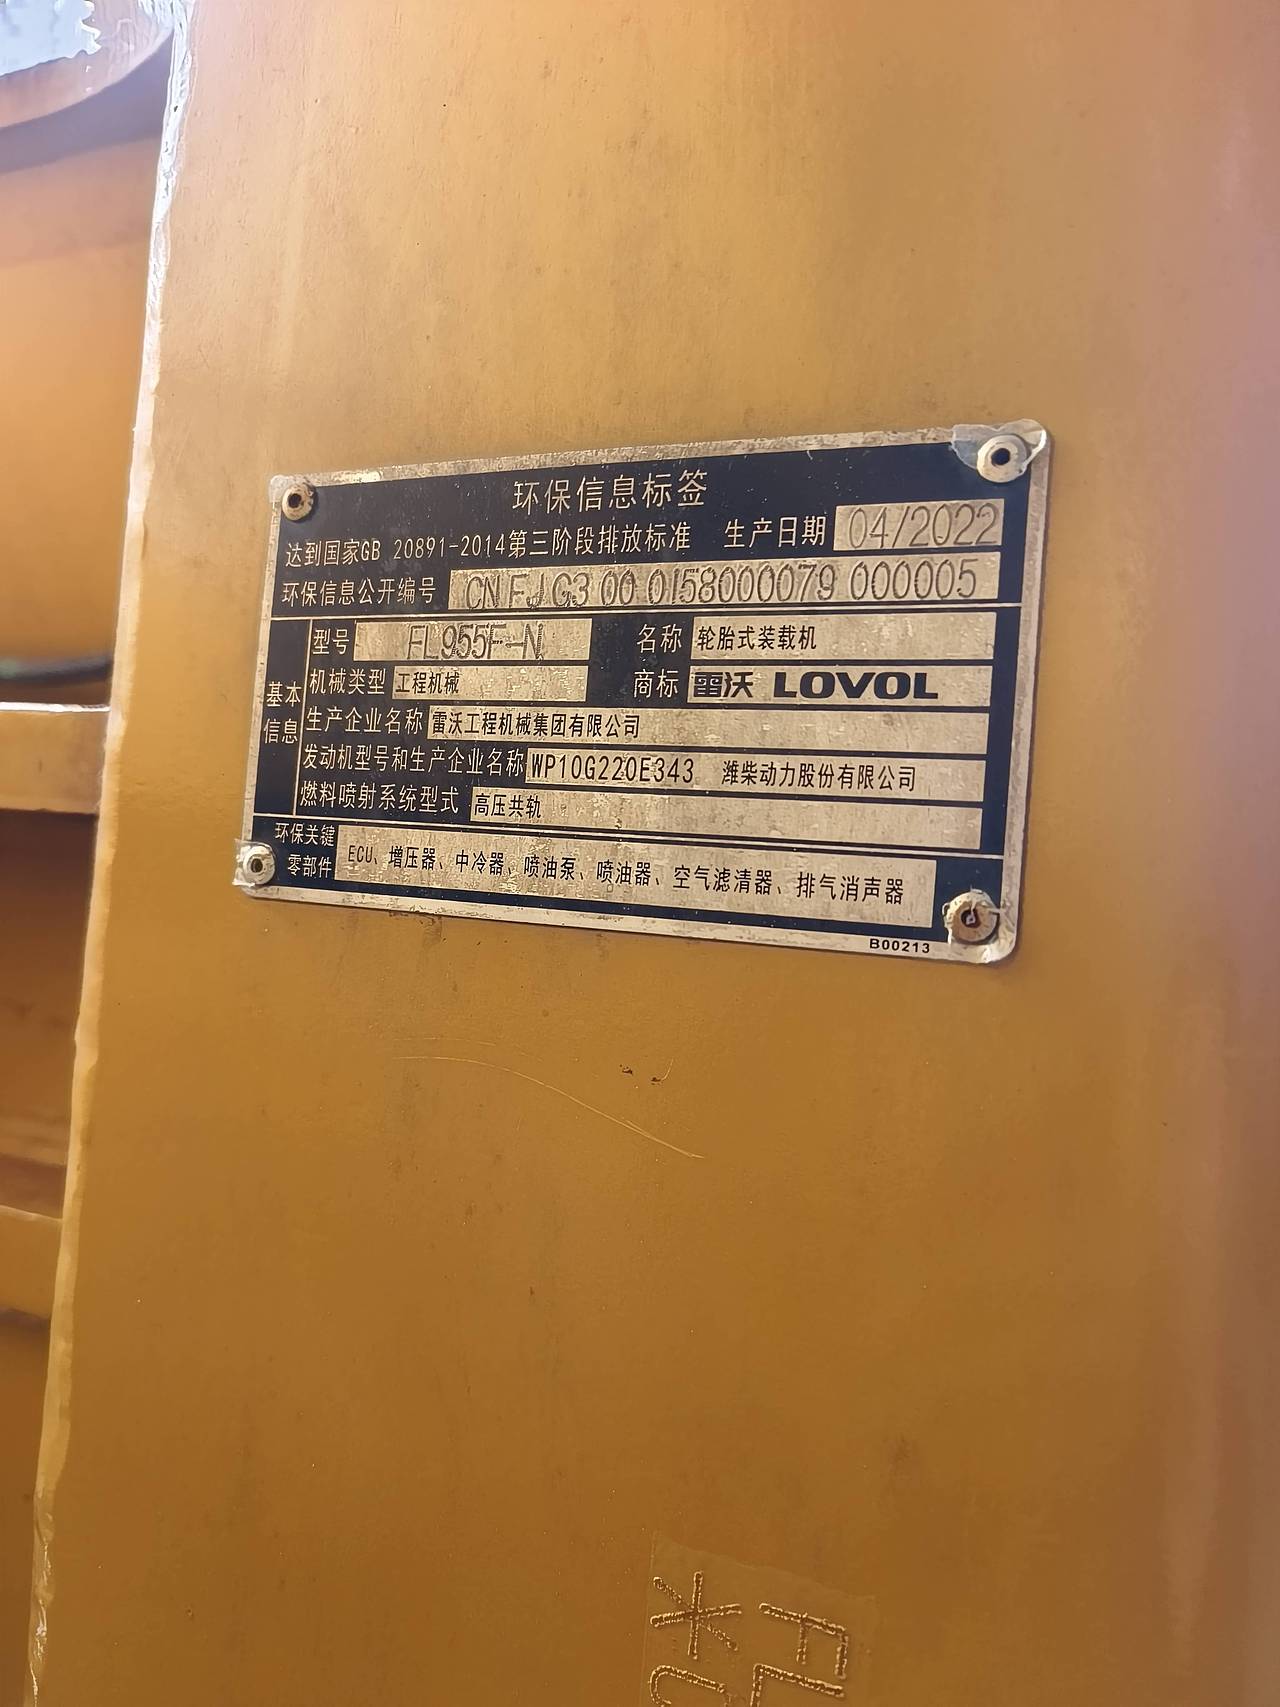 环保信息标签
达到国家GB 20891-2014第三阶段排放标准 生产日期 04/2022
环保信息公开编号 CN FJ G3 00 0158000079 000005
基本信息
型号 FL955F-N 名称 轮胎式装载机
机械类型 工程机械 商标 雷沃 LOVOL
生产企业名称 雷沃工程机械集团有限公司
发动机型号和生产企业名称 WP10G220E343 潍柴动力股份有限公司
燃料喷射系统型式 高压共轨
环保关键零部件 ECU、增压器、中冷器、喷油泵、喷油器、空气滤清器、排气消声器
B00213
FL